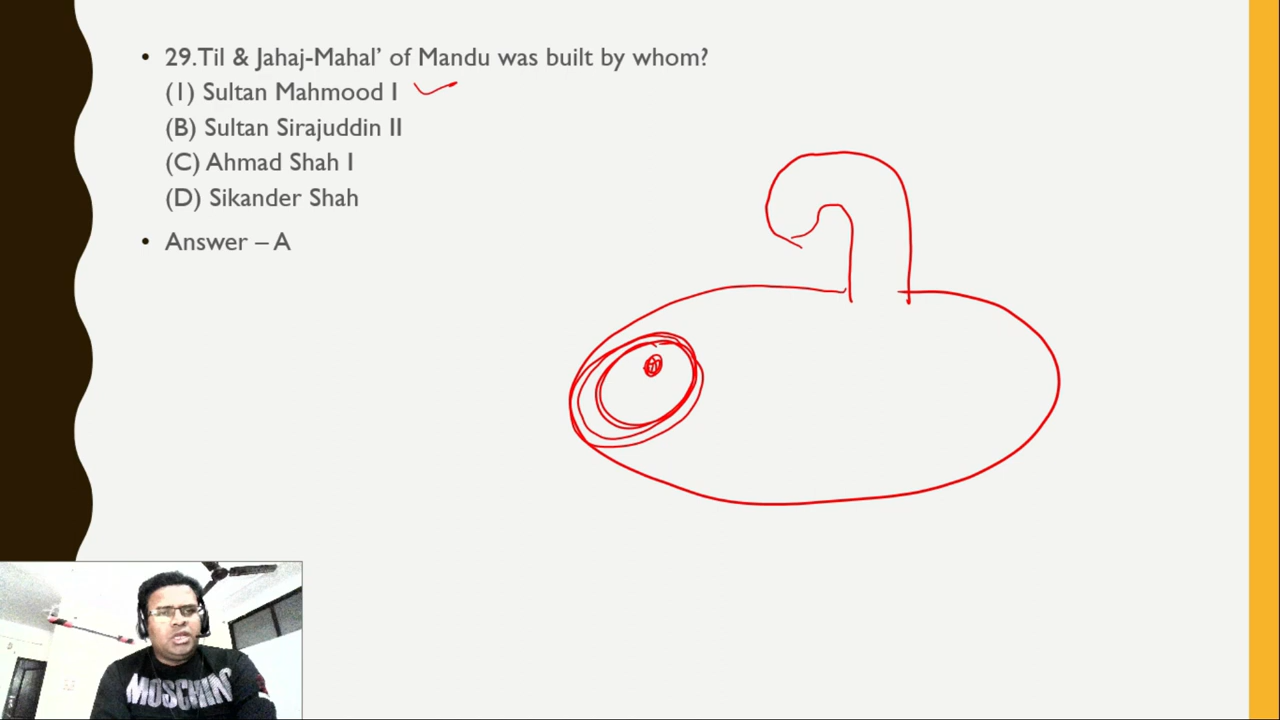 • 29.Til & Jahaj-Mahal’ of Mandu was built by whom?
(1) Sultan Mahmood I
(B) Sultan Sirajuddin II
(C) Ahmad Shah I
(D) Sikander Shah
• Answer – A
MOSCHIN